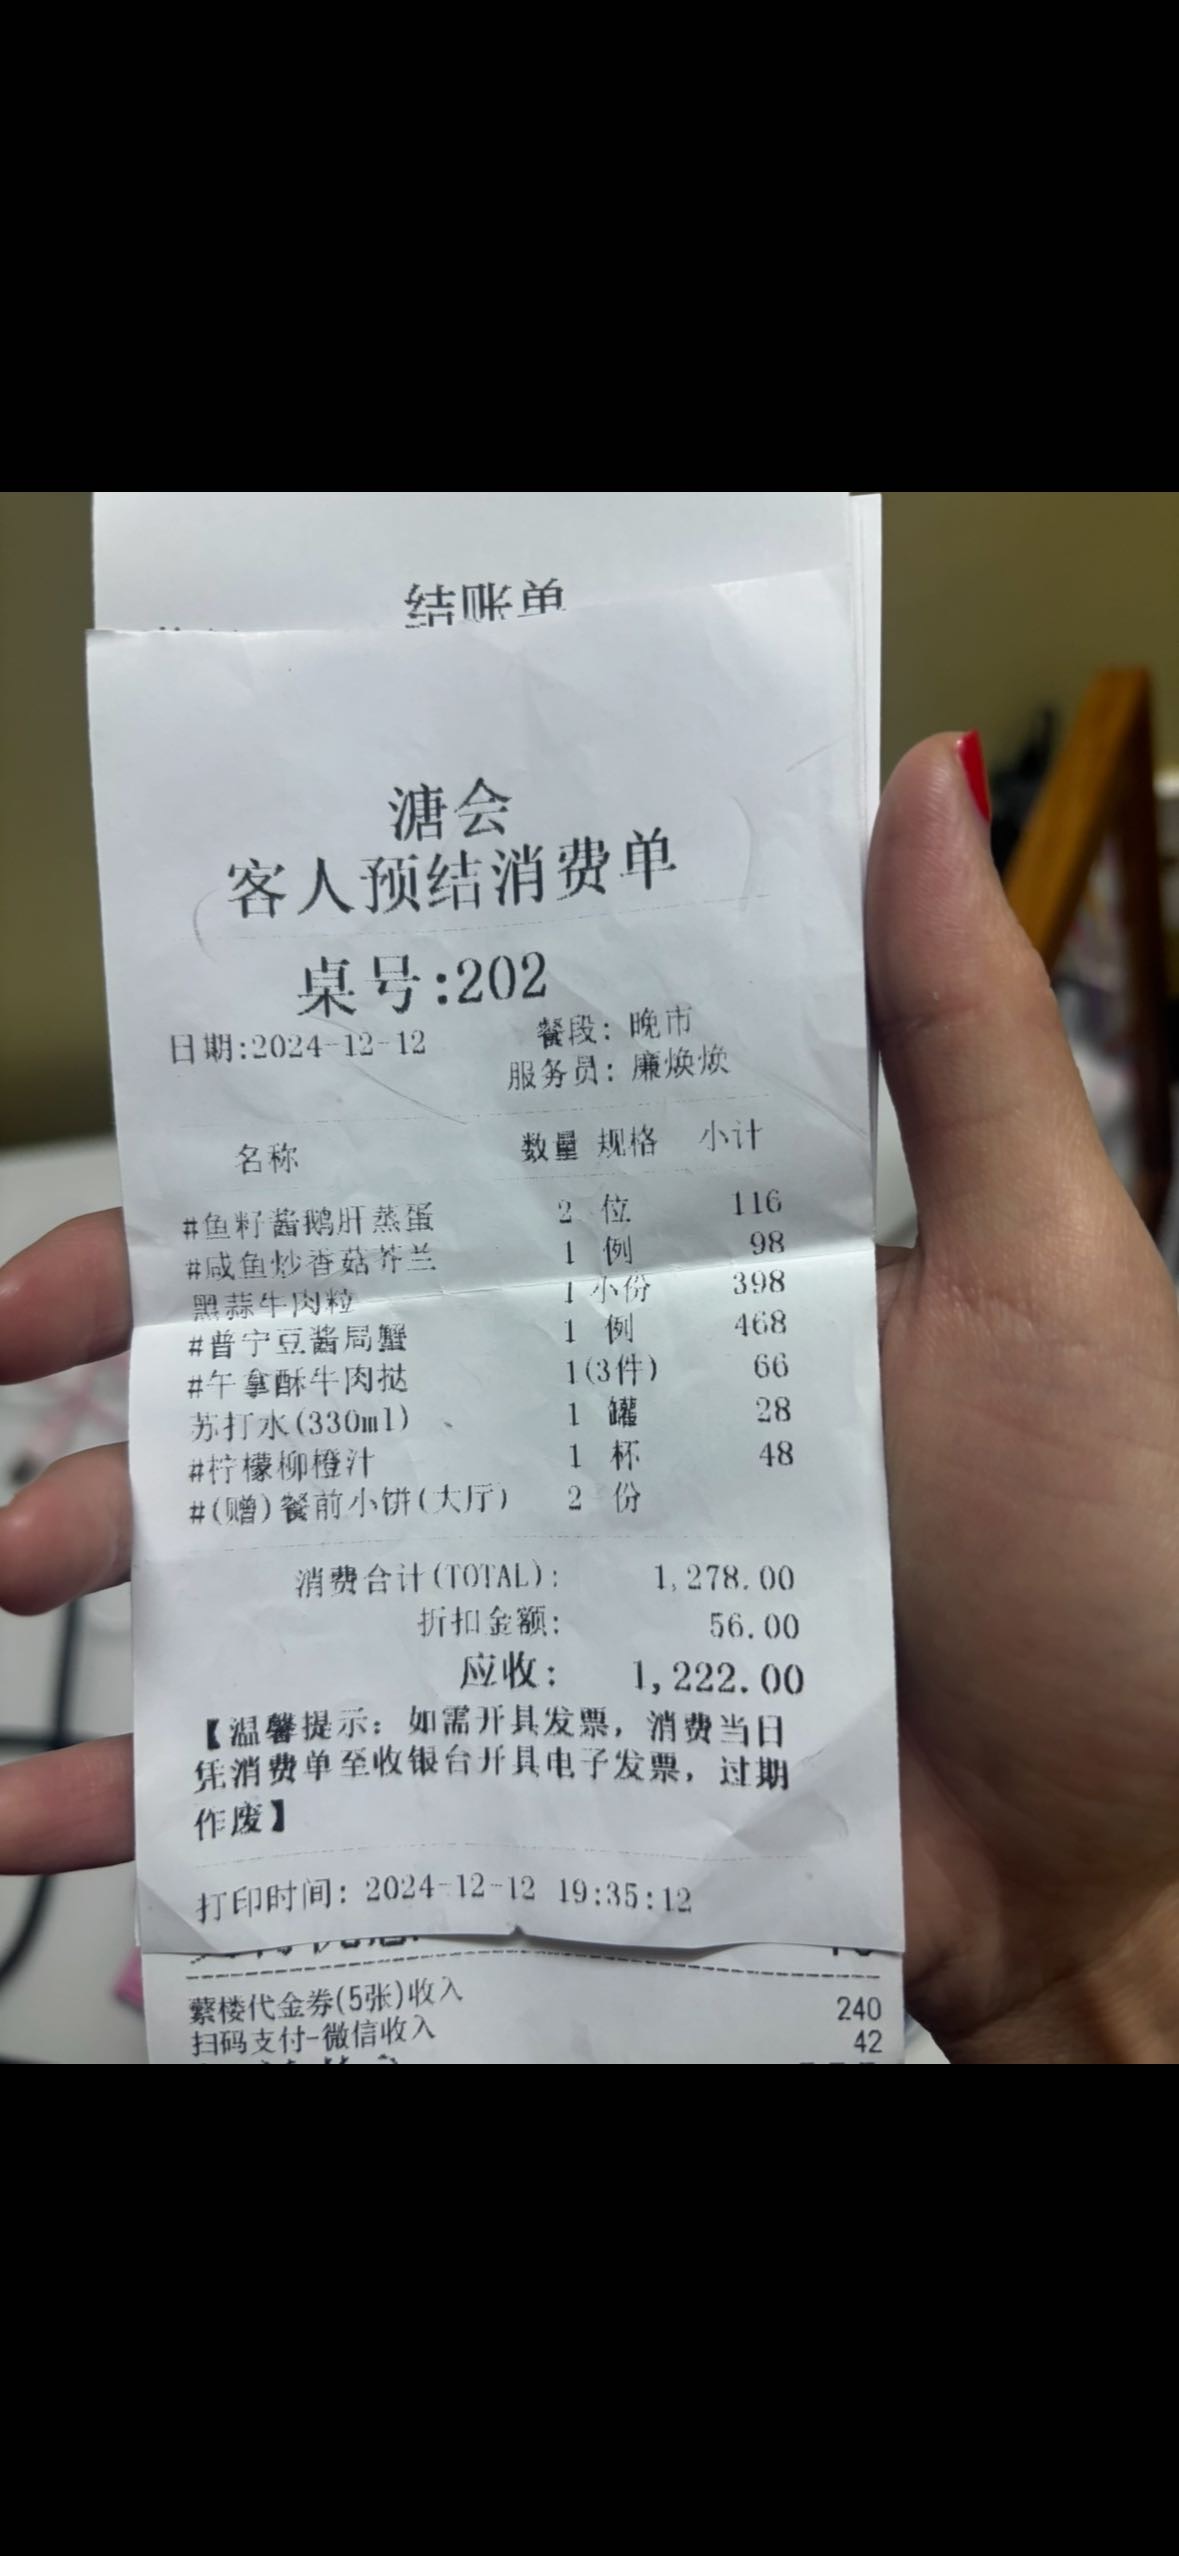 结账单
溏会
客人预结消费单
桌号:202
日期:2024-12-12 餐段: 晚市
服务员: 廉焕焕
名称 数量 规格 小计
#鱼籽酱鹅肝蒸蛋 2 位 116
#咸鱼炒香菇芥兰 1 例 98
黑蒜牛肉粒 1 小份 398
#普宁豆酱局蟹 1 例 468
#午拿酥牛肉挞 1(3件) 66
苏打水(330ml) 1 罐 28
#柠檬柳橙汁 1 杯 48
#(赠)餐前小饼(大厅) 2 份
消费合计(TOTAL): 1,278.00
折扣金额: 56.00
应收: 1,222.00
【温馨提示: 如需开具发票, 消费当日
凭消费单至收银台开具电子发票, 过期
作废】
打印时间: 2024-12-12 19:35:12
蘩楼代金券(5张)收入 240
扫码支付-微信收入 42